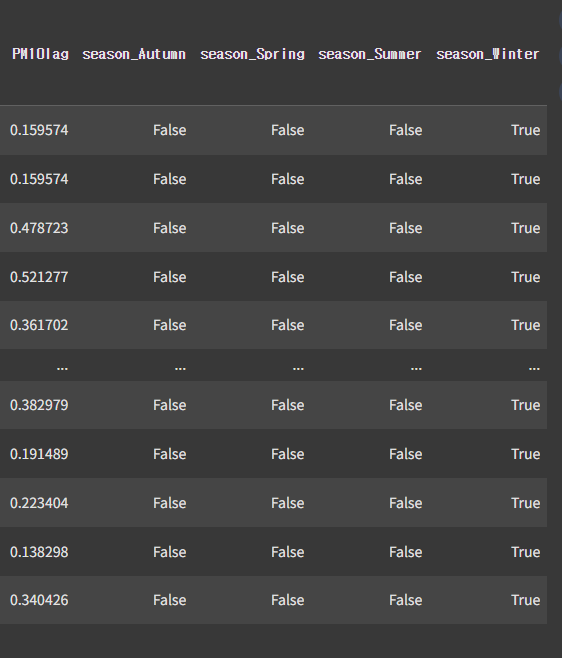 PM10lag season_Autumn season_Spring season_Summer season_Winter
0.159574 False False False True
0.159574 False False False True
0.478723 False False False True
0.521277 False False False True
0.361702 False False False True
... ... ... ... ...
0.382979 False False False True
0.191489 False False False True
0.223404 False False False True
0.138298 False False False True
0.340426 False False False True